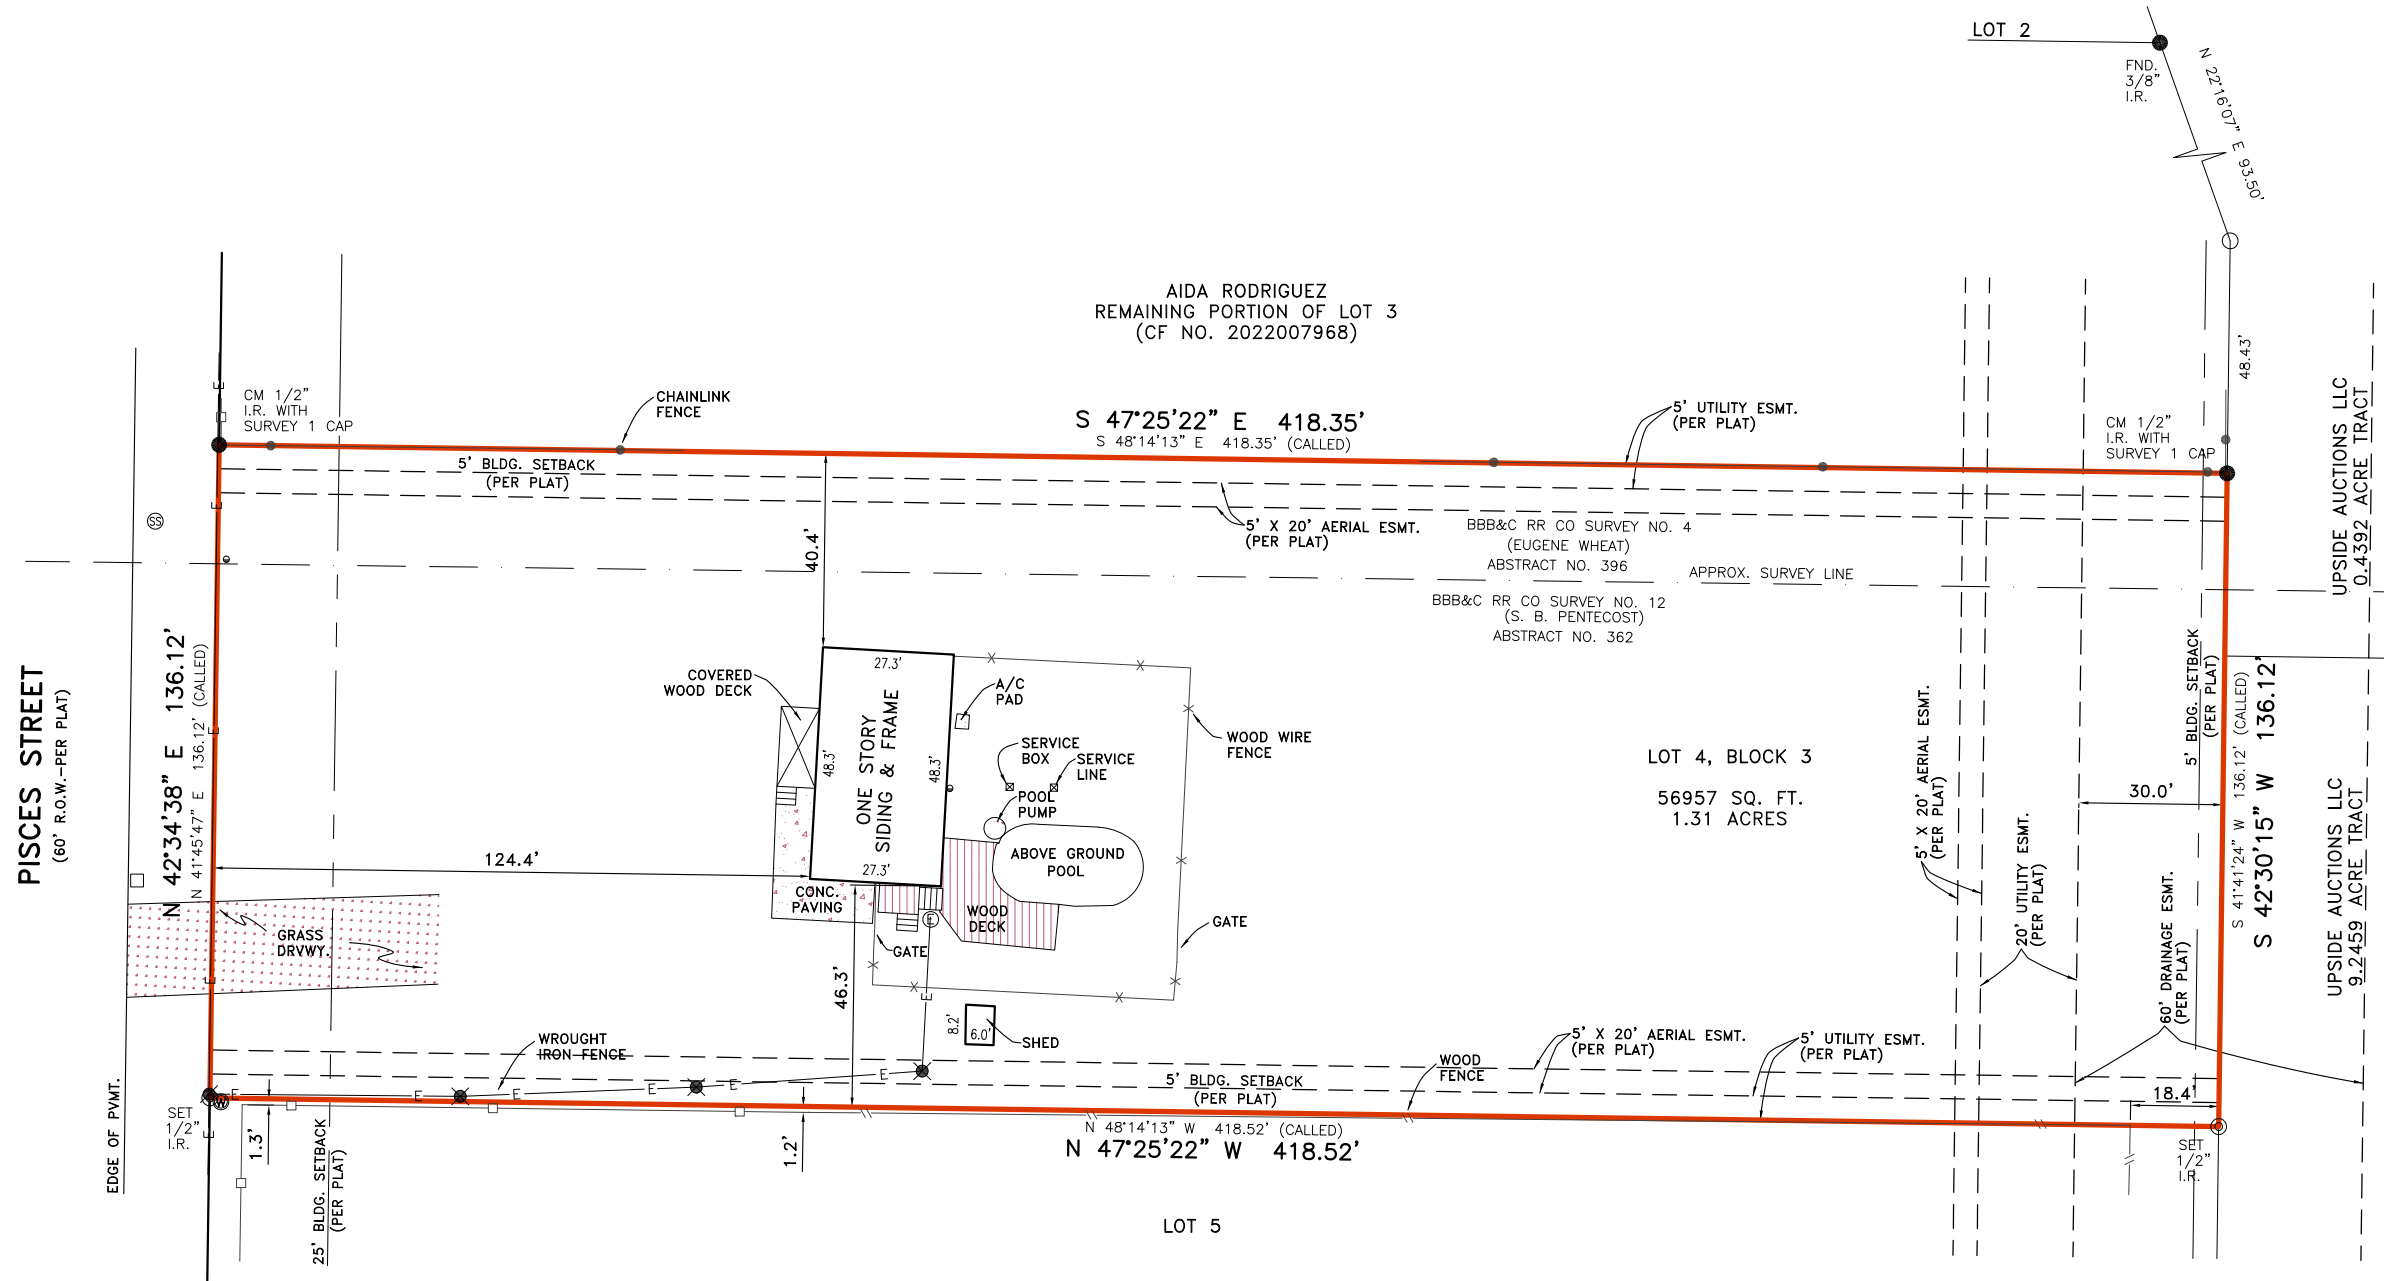 LOT 2
FND.
3/8"
I.R.
N 22°16'07" E 93.50'
48.43'
AIDA RODRIGUEZ
REMAINING PORTION OF LOT 3
(CF NO. 2022007968)
CM 1/2"
I.R. WITH
SURVEY 1 CAP
CHAINLINK
FENCE
S 47°25'22" E 418.35'
S 48°14'13" E 418.35' (CALLED)
5' UTILITY ESMT.
(PER PLAT)
CM 1/2"
I.R. WITH
SURVEY 1 CAP
UPSIDE AUCTIONS LLC
0.4392 ACRE TRACT
5' BLDG. SETBACK
(PER PLAT)
5' X 20' AERIAL ESMT.
(PER PLAT)
BBB&C RR CO SURVEY NO. 4
(EUGENE WHEAT)
ABSTRACT NO. 396
APPROX. SURVEY LINE
BBB&C RR CO SURVEY NO. 12
(S. B. PENTECOST)
ABSTRACT NO. 362
SS
40.4'
PISCES STREET
(60' R.O.W.-PER PLAT)
N 42°34'38" E 136.12'
N 41°45'47" E 136.12' (CALLED)
COVERED
WOOD DECK
27.3'
48.3'
ONE STORY
SIDING & FRAME
48.3'
27.3'
A/C
PAD
SERVICE
BOX
SERVICE
LINE
POOL
PUMP
WOOD WIRE
FENCE
ABOVE GROUND
POOL
LOT 4, BLOCK 3
56957 SQ. FT.
1.31 ACRES
5' X 20' AERIAL ESMT.
(PER PLAT)
20' UTILITY ESMT.
(PER PLAT)
30.0'
5' BLDG. SETBACK
(PER PLAT)
S 41°41'24" W 136.12' (CALLED)
S 42°30'15" W 136.12'
UPSIDE AUCTIONS LLC
9.2459 ACRE TRACT
60' DRAINAGE ESMT.
(PER PLAT)
124.4'
CONC.
PAVING
WOOD
DECK
E
GATE
GATE
GRASS
DRVWY.
46.3'
8.2'
6.0'
SHED
WROUGHT
IRON FENCE
E
E
E
E
E
E
E
W
5' X 20' AERIAL ESMT.
(PER PLAT)
5' UTILITY ESMT.
(PER PLAT)
WOOD
FENCE
5' BLDG. SETBACK
(PER PLAT)
18.4'
EDGE OF PVMT.
SET
1/2"
I.R.
1.3'
25' BLDG. SETBACK
(PER PLAT)
1.2'
N 48°14'13" W 418.52' (CALLED)
N 47°25'22" W 418.52'
SET
1/2"
I.R.
LOT 5